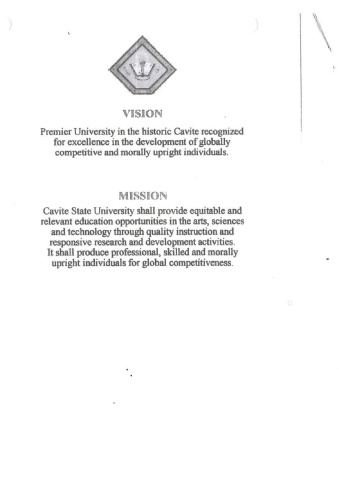 VISION
Premier University in the historic Cavite recognized
for excellence in the development of globally
competitive and morally upright individuals.
MISSION
Cavite State University shall provide equitable and
relevant education opportunities in the arts, sciences
and technology through quality instruction and
responsive research and development activities.
It shall produce professional, skilled and morally
upright individuals for global competitiveness.